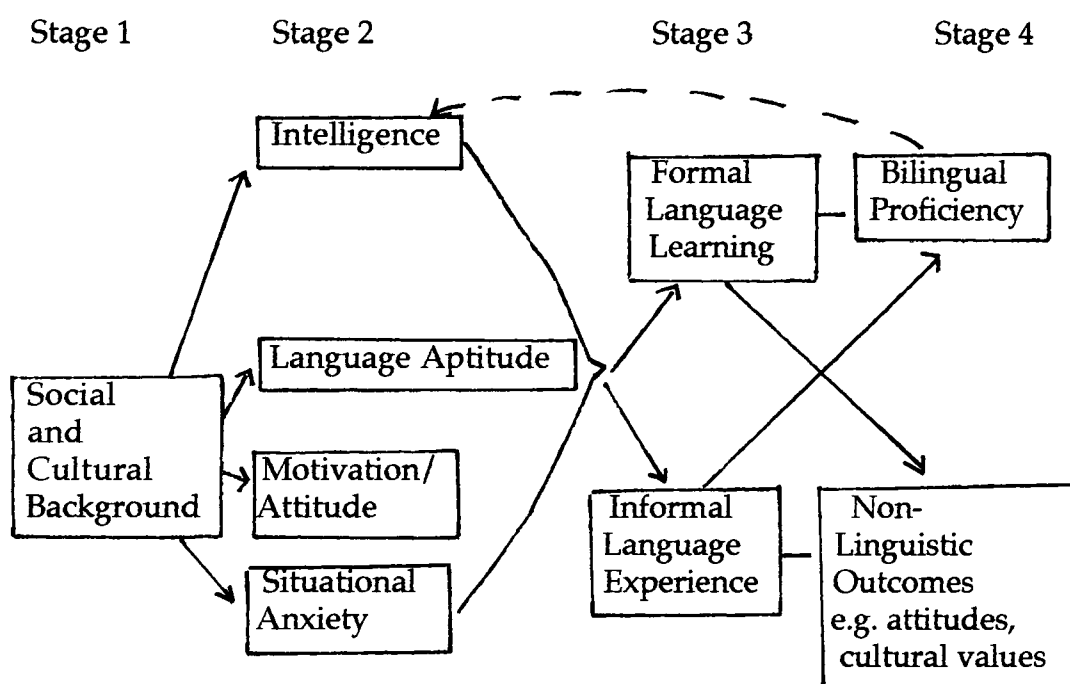 Stage 1
Stage 2
Stage 3
Stage 4
Intelligence
Formal
Language
Learning
Bilingual
Proficiency
Language Aptitude
Social
and
Cultural
Background
Motivation/
Attitude
Situational
Anxiety
Informal
Language
Experience
Non-
Linguistic
Outcomes
e.g. attitudes,
cultural values